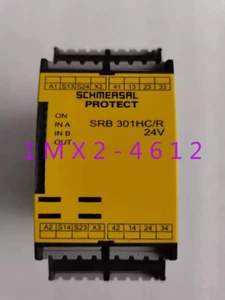 A1 S13 S24 X2 41 13 23 33
SCHMERSAL
PROTECT
ON
IN A
IN B
OUT
SRB 301HC/R
24V
1MX2-4612
A2 S14 S23 X3 42 14 24 34